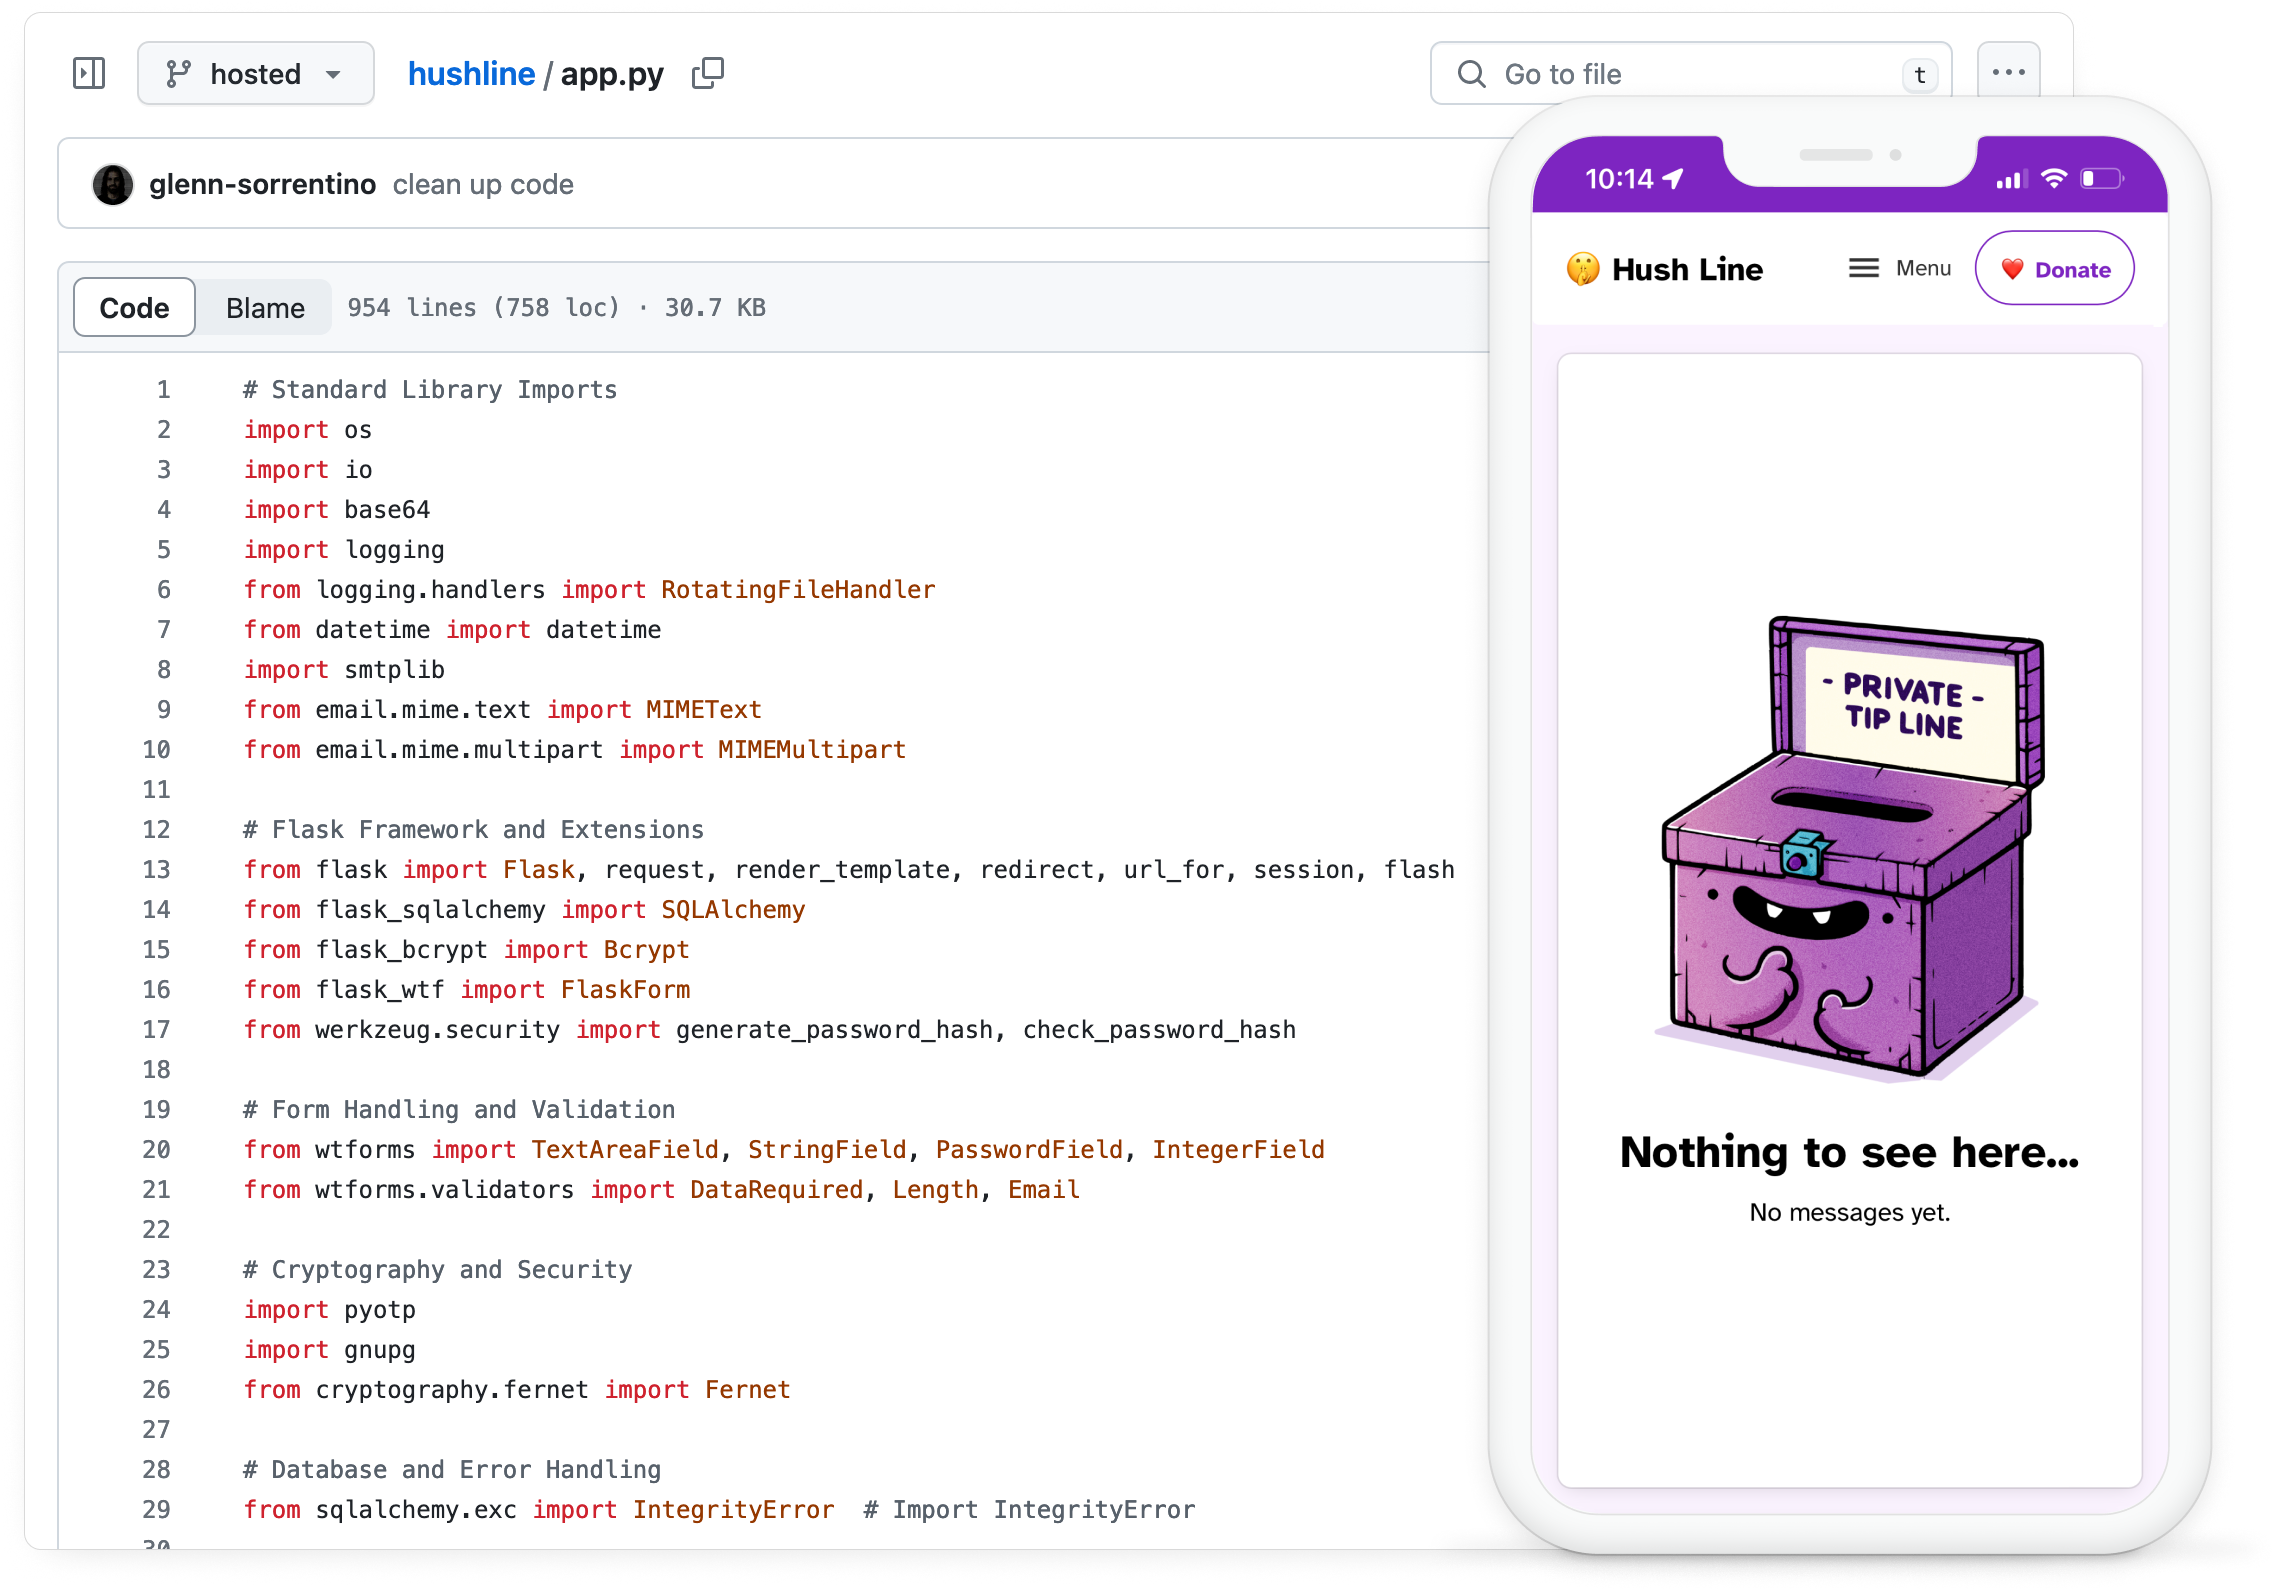 hosted
hushline / app.py
Go to file
t
glenn-sorrentino clean up code
Code Blame 954 lines (758 loc) · 30.7 KB
1 # Standard Library Imports
2 import os
3 import io
4 import base64
5 import logging
6 from logging.handlers import RotatingFileHandler
7 from datetime import datetime
8 import smtplib
9 from email.mime.text import MIMEText
10 from email.mime.multipart import MIMEMultipart
11
12 # Flask Framework and Extensions
13 from flask import Flask, request, render_template, redirect, url_for, session, flash
14 from flask_sqlalchemy import SQLAlchemy
15 from flask_bcrypt import Bcrypt
16 from flask_wtf import FlaskForm
17 from werkzeug.security import generate_password_hash, check_password_hash
18
19 # Form Handling and Validation
20 from wtforms import TextAreaField, StringField, PasswordField, IntegerField
21 from wtforms.validators import DataRequired, Length, Email
22
23 # Cryptography and Security
24 import pyotp
25 import gnupg
26 from cryptography.fernet import Fernet
27
28 # Database and Error Handling
29 from sqlalchemy.exc import IntegrityError  # Import IntegrityError
30
10:14
Hush Line
Menu
Donate
- PRIVATE -
TIP LINE
Nothing to see here...
No messages yet.